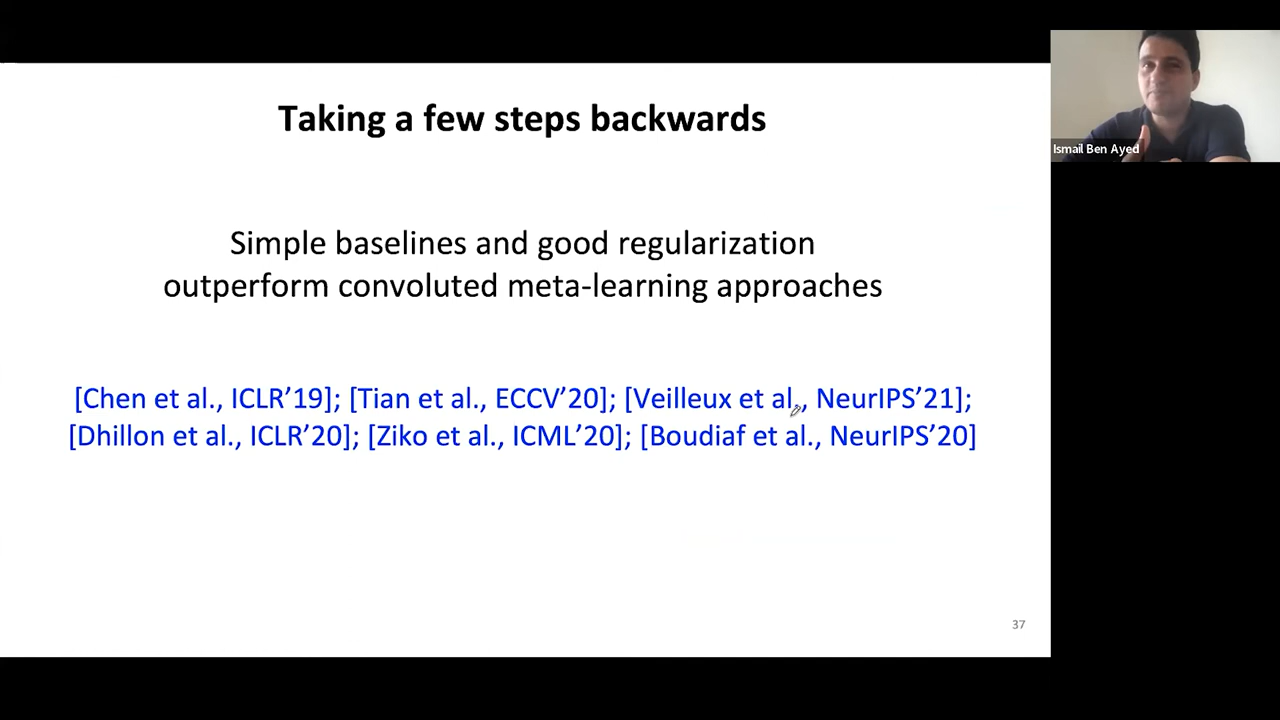 Taking a few steps backwards
Ismail Ben Ayed
Simple baselines and good regularization
outperform convoluted meta-learning approaches
[Chen et al., ICLR’19]; [Tian et al., ECCV’20]; [Veilleux et al., NeurIPS’21];
[Dhillon et al., ICLR’20]; [Ziko et al., ICML’20]; [Boudiaf et al., NeurIPS’20]
37